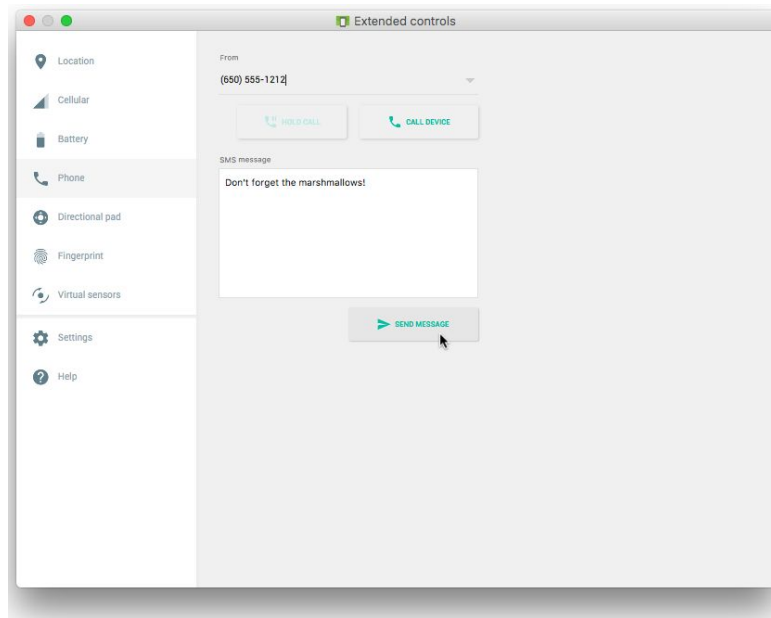 Extended controls
Location
Cellular
Battery
Phone
Directional pad
Fingerprint
Virtual sensors
Settings
Help
From
(650) 555-1212
HOLD CALL
CALL DEVICE
SMS message
Don't forget the marshmallows!
SEND MESSAGE